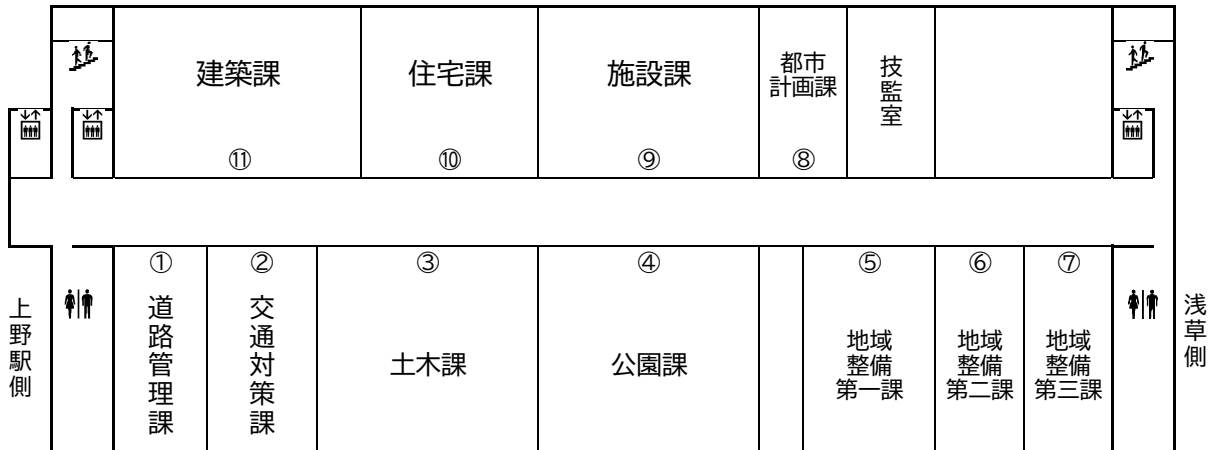 建築課
住宅課
施設課
都市
計画課
技監室
⑪
⑩
⑨
⑧
①
②
③
④
⑤
⑥
⑦
上野駅側
道路管理課
交通対策課
土木課
公園課
地域
整備
第一課
地域
整備
第二課
地域
整備
第三課
浅草側